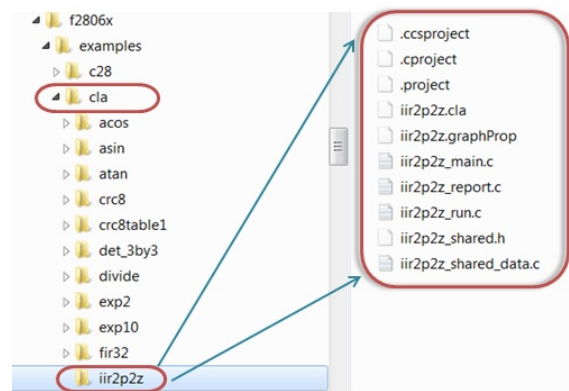 f2806x
examples
c28
cla
acos
asin
atan
crc8
crc8table1
det_3by3
divide
exp2
exp10
fir32
iir2p2z
.ccsproject
.cproject
.project
iir2p2z.cla
iir2p2z.graphProp
iir2p2z_main.c
iir2p2z_report.c
iir2p2z_run.c
iir2p2z_shared.h
iir2p2z_shared_data.c